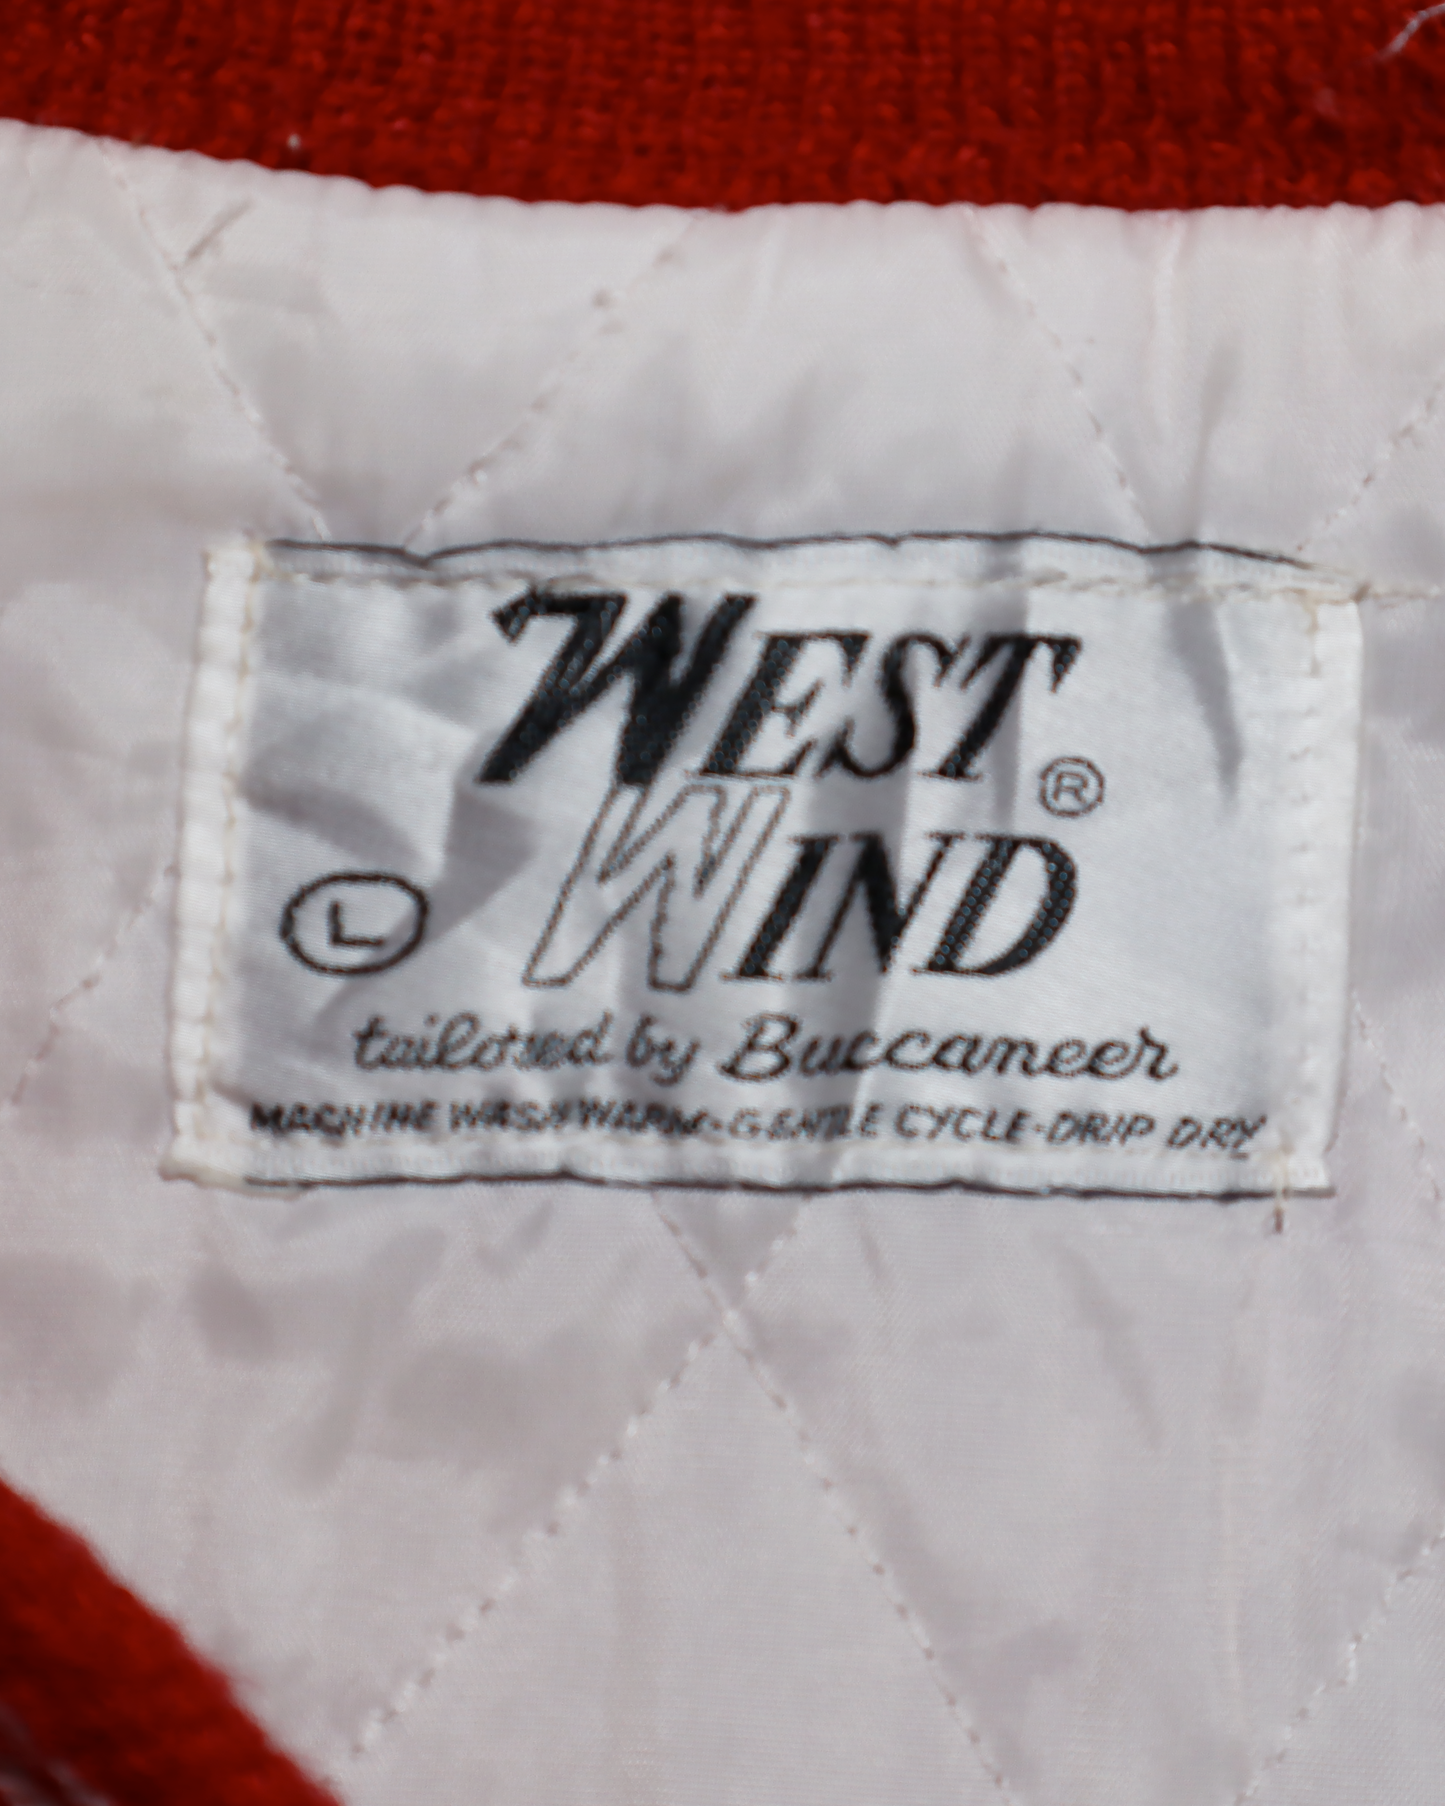 WEST
WIND ®
L
tailored by Buccaneer
MACHINE WASH WARM-GENTLE CYCLE-DRIP DRY